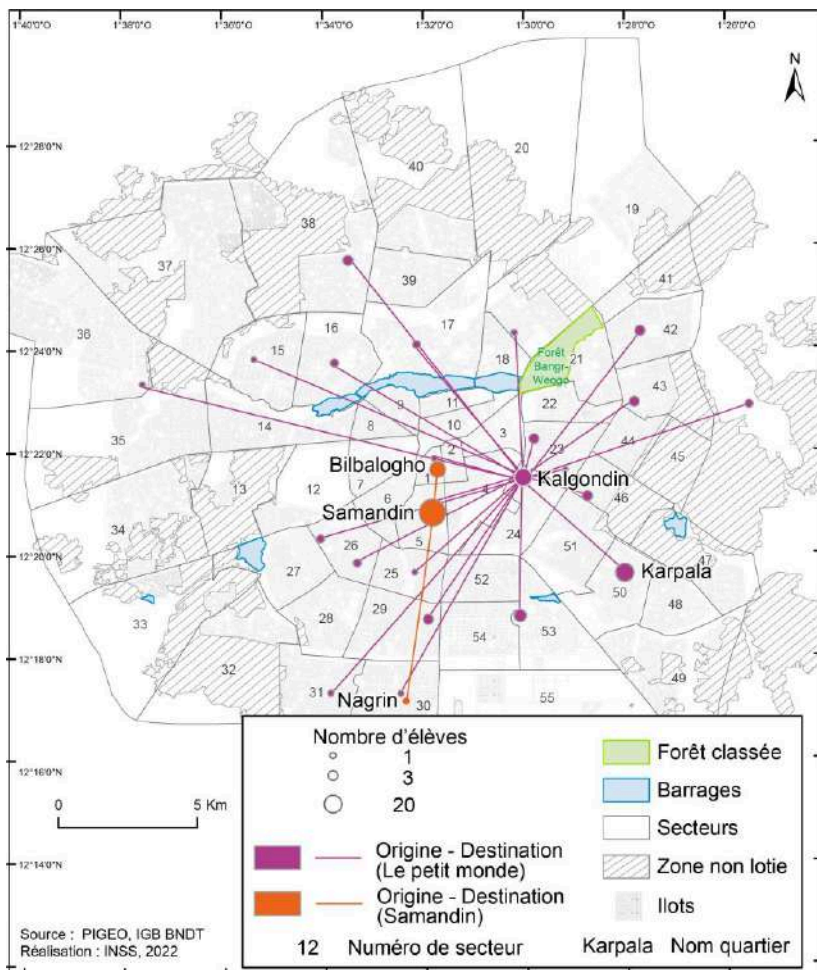 1°40'0"O 1°38'0"O 1°36'0"O 1°34'0"O 1°32'0"O 1°30'0"O 1°28'0"O 1°26'0"O
N
12°28'0"N
12°26'0"N
12°24'0"N
12°22'0"N
12°20'0"N
12°18'0"N
12°16'0"N
12°14'0"N
20
40
19
38
37
41
39
17
36
16
15
18
Forêt
Bangr-
Weogo
21
42
43
9
11
22
35
14
8
10
3
23
44
45
2
Bilbalogho
1
Kalgondin
13
12
7
6
4
46
Samandin
34
5
24
51
47
26
27
25
52
Karpala
50
48
33
28
29
54
53
32
49
31
Nagrin
30
55
Nombre d'élèves
1
3
20
0 5 Km
Origine - Destination
(Le petit monde)
Origine - Destination
(Samandin)
12 Numéro de secteur
Forêt classée
Barrages
Secteurs
Zone non lotie
Ilots
Karpala Nom quartier
Source : PIGEO, IGB BNDT
Réalisation : INSS, 2022